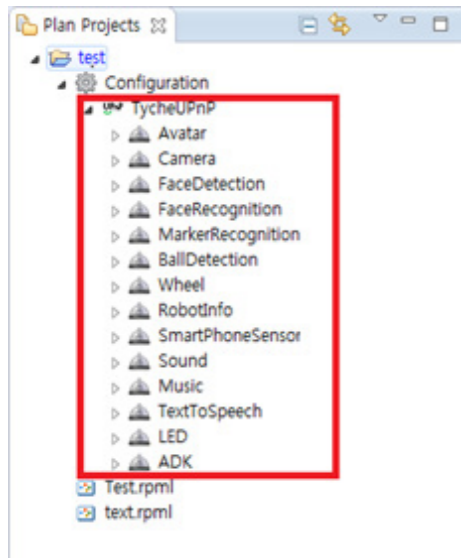 Plan Projects
test
Configuration
TycheUPnP
Avatar
Camera
FaceDetection
FaceRecognition
MarkerRecognition
BallDetection
Wheel
RobotInfo
SmartPhoneSensor
Sound
Music
TextToSpeech
LED
ADK
Test.rpml
text.rpml